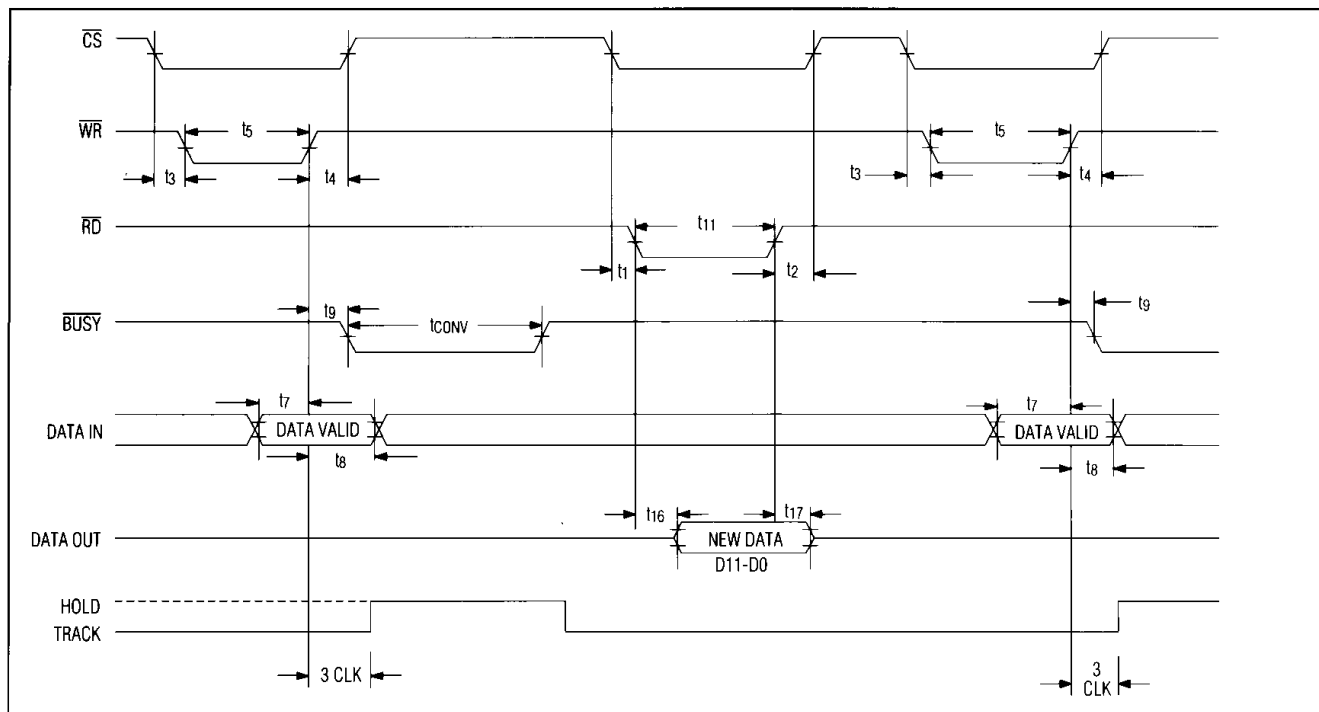 CS
WR
t5
t5
t3
t4
t3
t4
RD
t11
t1
t2
BUSY
t9
tCONV
t9
DATA IN
t7
DATA VALID
t8
t7
DATA VALID
t8
DATA OUT
t16
NEW DATA
t17
D11-D0
HOLD
TRACK
3 CLK
3
CLK